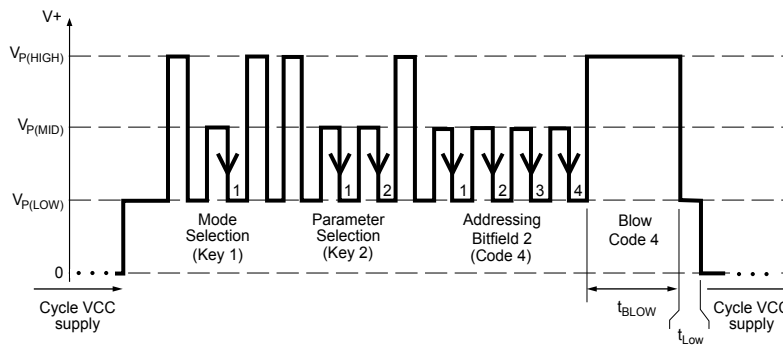 V+
VP(HIGH)
VP(MID)
VP(LOW)
0
1
1
2
1
2
3
4
Mode
Selection
(Key 1)
Parameter
Selection
(Key 2)
Addressing
Bitfield 2
(Code 4)
Blow
Code 4
Cycle VCC
supply
tBLOW
tLow
Cycle VCC
supply